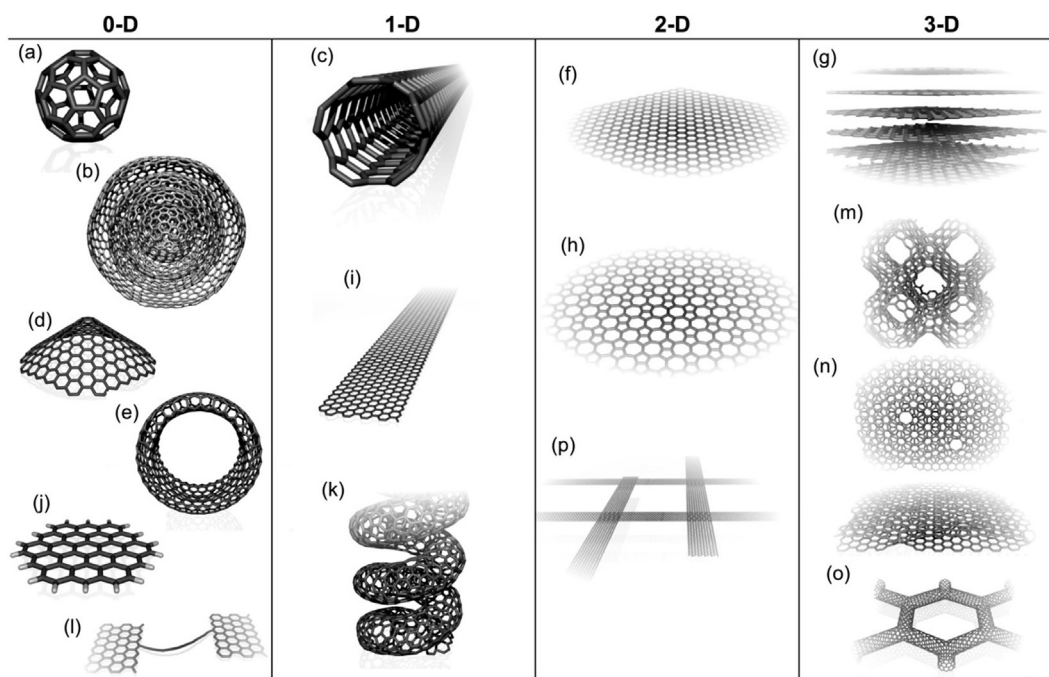 0-D 1-D 2-D 3-D
(a)
(b)
(d)
(e)
(j)
(l)
(c)
(i)
(k)
(f)
(h)
(p)
(g)
(m)
(n)
(o)